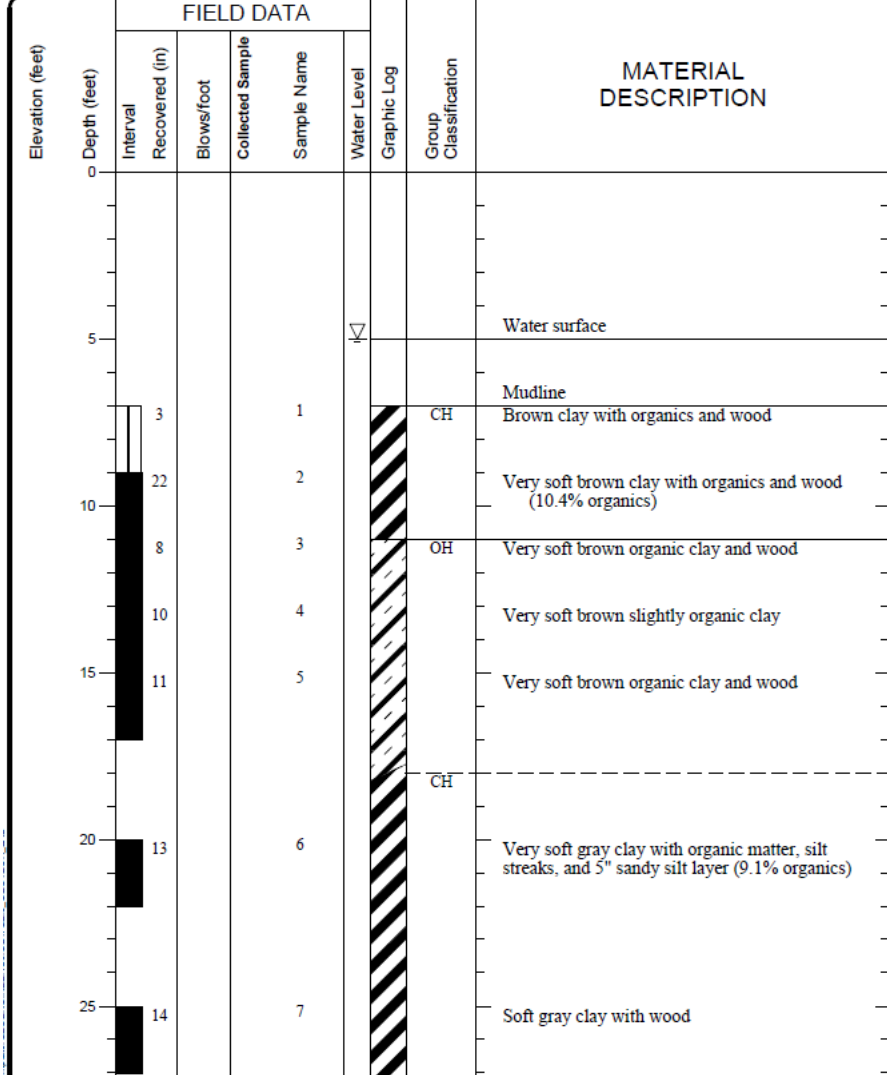 FIELD DATA
Elevation (feet)
Depth (feet)
Interval
Recovered (in)
Blows/foot
Collected Sample
Sample Name
Water Level
Graphic Log
Group
Classification
MATERIAL
DESCRIPTION
0
Water surface
5
Mudline
3 1 CH Brown clay with organics and wood
22 2 Very soft brown clay with organics and wood
(10.4% organics)
10
8 3 OH Very soft brown organic clay and wood
10 4 Very soft brown slightly organic clay
15
11 5 Very soft brown organic clay and wood
CH
20
13 6 Very soft gray clay with organic matter, silt
streaks, and 5" sandy silt layer (9.1% organics)
25
14 7 Soft gray clay with wood